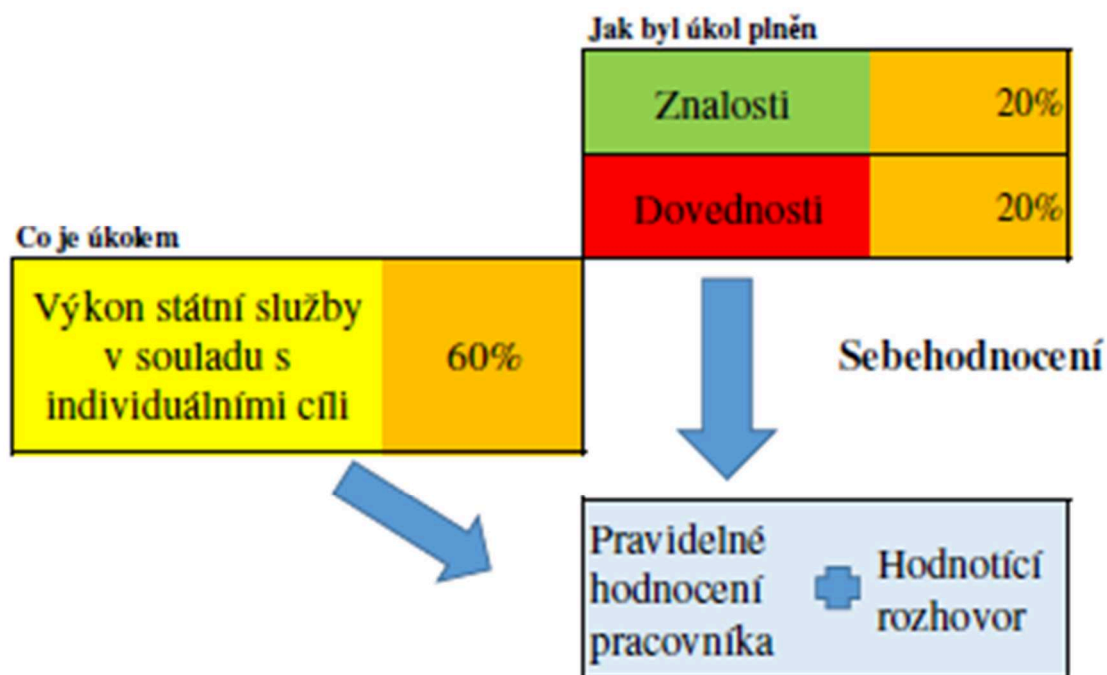 Jak byl úkol plněn
Znalosti 20%
Dovednosti 20%
Co je úkolem
Výkon státní služby
v souladu s
individuálními cíli
60%
Sebehodnocení
Pravidelné
hodnocení
pracovníka
Hodnotící
rozhovor